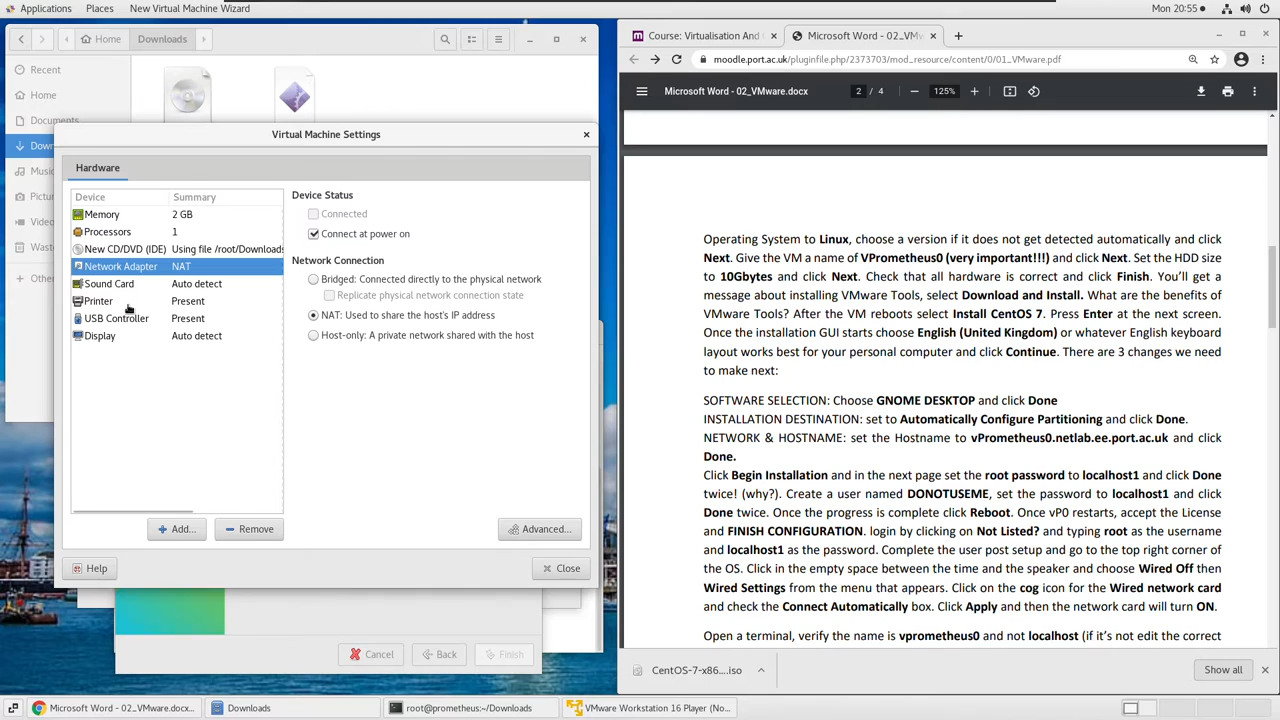 Applications Places New Virtual Machine Wizard Mon 20:55
Home Downloads
Recent
Home
Documents
Down
Music
Pictur
Video
Waste
Other
Virtual Machine Settings
Hardware
Device Summary
Memory 2 GB
Processors 1
New CD/DVD (IDE) Using file /root/Downloads
Network Adapter NAT
Sound Card Auto detect
Printer Present
USB Controller Present
Display Auto detect
Add... Remove
Device Status
Connected
Connect at power on
Network Connection
Bridged: Connected directly to the physical network
Replicate physical network connection state
NAT: Used to share the host's IP address
Host-only: A private network shared with the host
Advanced...
Help Close
Cancel Back Finish
Course: Virtualisation And Microsoft Word - 02_VM
moodle.port.ac.uk/pluginfile.php/2373703/mod_resource/content/0/01_VMware.pdf
Microsoft Word - 02_VMware.docx 2 / 4 125%
Operating System to Linux, choose a version if it does not get detected automatically and click
Next. Give the VM a name of VPrometheus0 (very important!!!) and click Next. Set the HDD size
to 10Gbytes and click Next. Check that all hardware is correct and click Finish. You'll get a
message about installing VMware Tools, select Download and Install. What are the benefits of
VMware Tools? After the VM reboots select Install CentOS 7. Press Enter at the next screen.
Once the installation GUI starts choose English (United Kingdom) or whatever English keyboard
layout works best for your personal computer and click Continue. There are 3 changes we need
to make next:
SOFTWARE SELECTION: Choose GNOME DESKTOP and click Done
INSTALLATION DESTINATION: set to Automatically Configure Partitioning and click Done.
NETWORK & HOSTNAME: set the Hostname to vPrometheus0.netlab.ee.port.ac.uk and click
Done.
Click Begin Installation and in the next page set the root password to localhost1 and click Done
twice! (why?). Create a user named DONOTUSEME, set the password to localhost1 and click
Done twice. Once the progress is complete click Reboot. Once vP0 restarts, accept the License
and FINISH CONFIGURATION. login by clicking on Not Listed? and typing root as the username
and localhost1 as the password. Complete the user post setup and go to the top right corner of
the OS. Click in the empty space between the time and the speaker and choose Wired Off then
Wired Settings from the menu that appears. Click on the cog icon for the Wired network card
and check the Connect Automatically box. Click Apply and then the network card will turn ON.
Open a terminal, verify the name is vprometheus0 and not localhost (if it's not edit the correct
CentOS-7-x86....iso Show all
Microsoft Word - 02_VMware.docx... Downloads root@prometheus:~/Downloads VMware Workstation 16 Player (No...